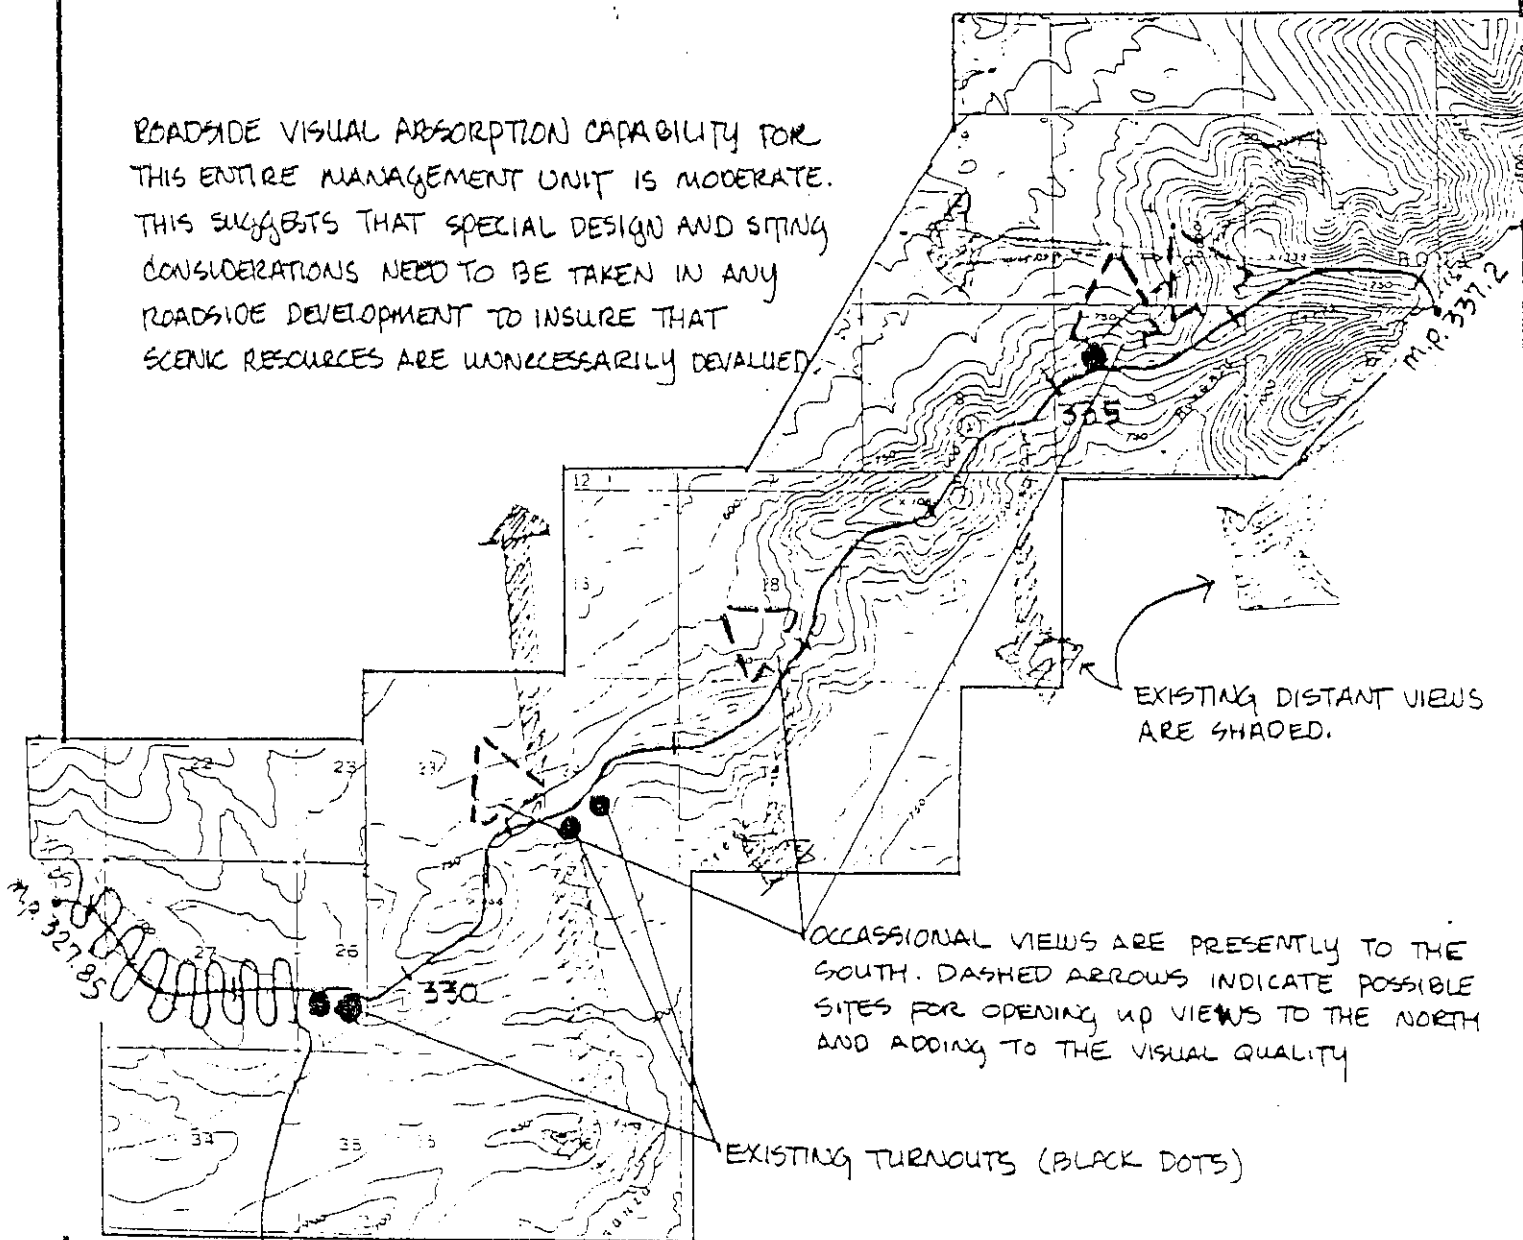 ROADSIDE VISUAL ABSORPTION CAPABILITY FOR
THIS ENTIRE MANAGEMENT UNIT IS MODERATE.
THIS SUGGESTS THAT SPECIAL DESIGN AND SITING
CONSIDERATIONS NEED TO BE TAKEN IN ANY
ROADSIDE DEVELOPMENT TO INSURE THAT
SCENIC RESOURCES ARE UNNECESSARILY DEVALUED.
M.P. 337.2
335
730
730
730
12
13
18
EXISTING DISTANT VIEWS
ARE SHADED.
22
23
M.P. 327.85
27
26
330
OCCASSIONAL VIEWS ARE PRESENTLY TO THE
SOUTH. DASHED ARROWS INDICATE POSSIBLE
SITES FOR OPENING UP VIEWS TO THE NORTH
AND ADDING TO THE VISUAL QUALITY
34
35
EXISTING TURNOUTS (BLACK DOTS)